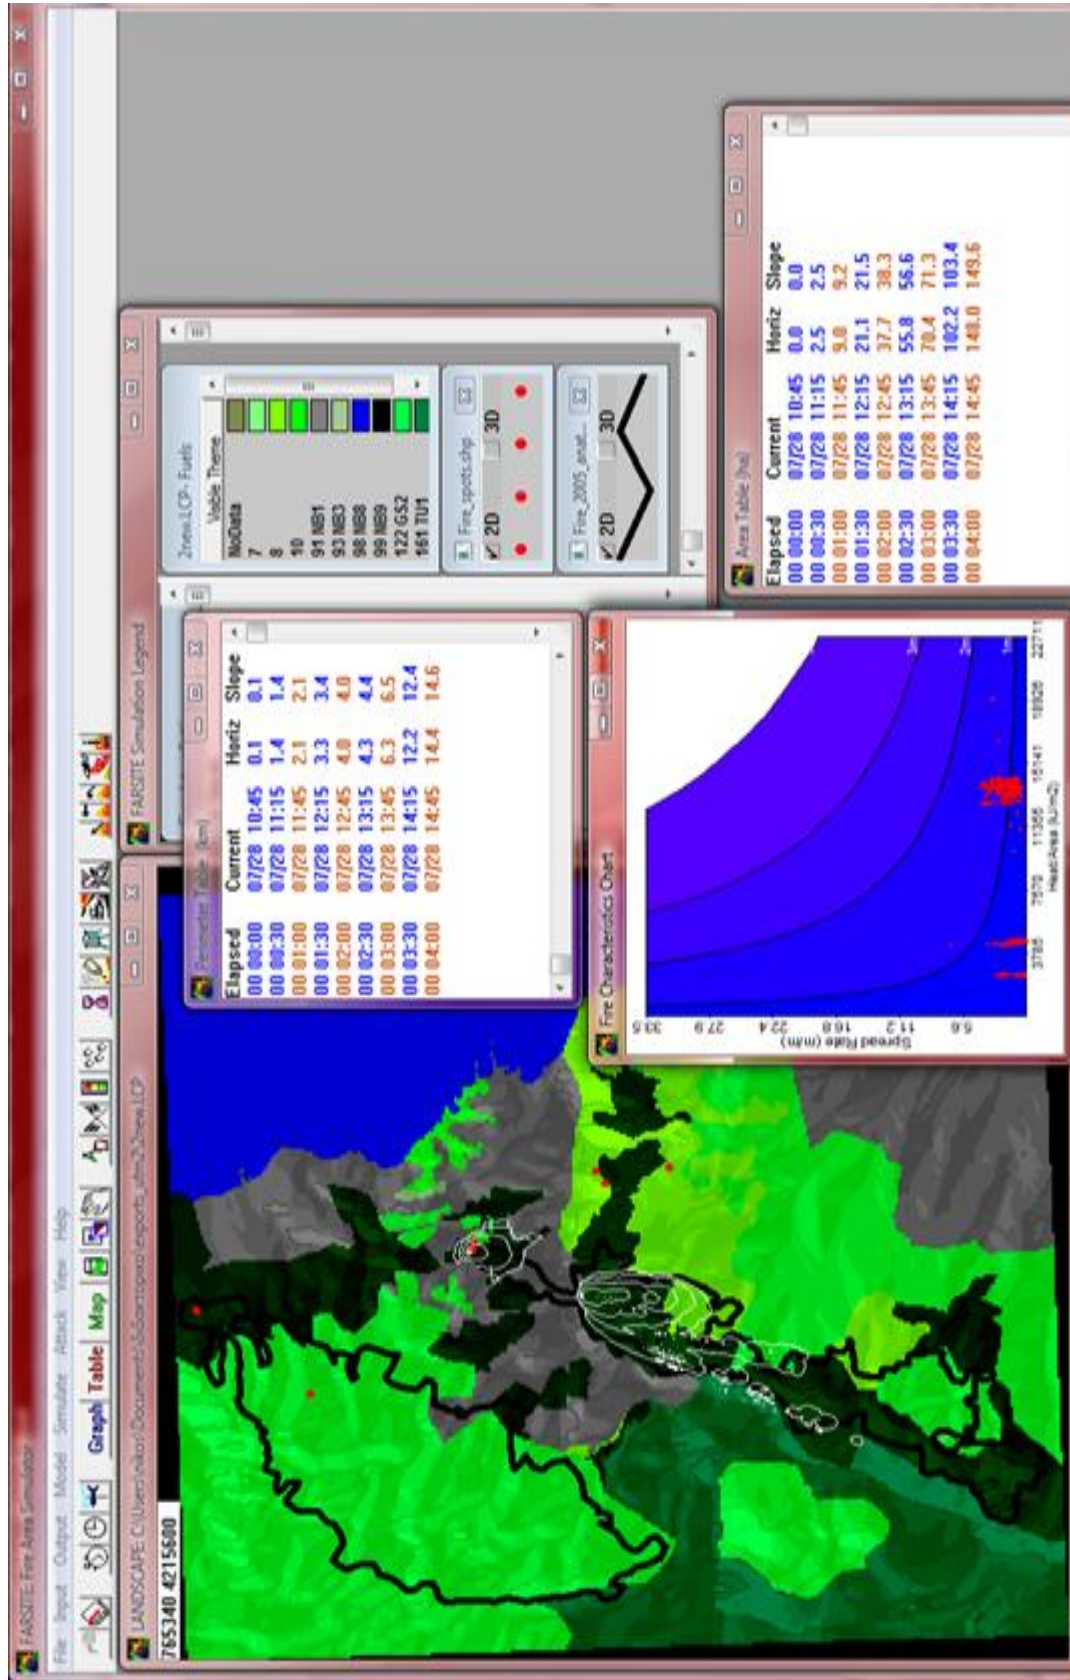 FARSITE: Fire Area Simulator
File Input Output Model Simulate Attack View Help
Graph Table Map
LANDSCAPE
765340 4215600
Perimeter Table (km)
Elapsed Current Horiz Slope
00 00:00 07/28 10:45 0.1 0.1
00 00:30 07/28 11:15 1.4 1.4
00 01:00 07/28 11:45 2.1 2.1
00 01:30 07/28 12:15 3.3 3.4
00 02:00 07/28 12:45 4.0 4.0
00 02:30 07/28 13:15 4.3 4.4
00 03:00 07/28 13:45 6.3 6.5
00 03:30 07/28 14:15 12.2 12.4
00 04:00 07/28 14:45 14.4 14.6
FARSITE Simulation Legend
2new.LCP - Fuels
Visible Theme
NoData
7
8
10
91 NB1
93 NB3
98 NB8
99 NB9
122 GS2
161 TU1
Fire_spots.shp
2D 3D
Fire_2005_anat...
2D 3D
Fire Characteristics Chart
Spread Rate (m/m)
33.5
27.9
22.4
16.8
11.2
5.6
3m
2m
1m
3785 7570 11356 15141 18926 22711
Heat/Area (kJ/m2)
Area Table (ha)
Elapsed Current Horiz Slope
00 00:00 07/28 10:45 0.0 0.0
00 00:30 07/28 11:15 2.5 2.5
00 01:00 07/28 11:45 9.0 9.2
00 01:30 07/28 12:15 21.1 21.5
00 02:00 07/28 12:45 37.7 38.3
00 02:30 07/28 13:15 55.8 56.6
00 03:00 07/28 13:45 70.4 71.3
00 03:30 07/28 14:15 102.2 103.4
00 04:00 07/28 14:45 148.0 149.6